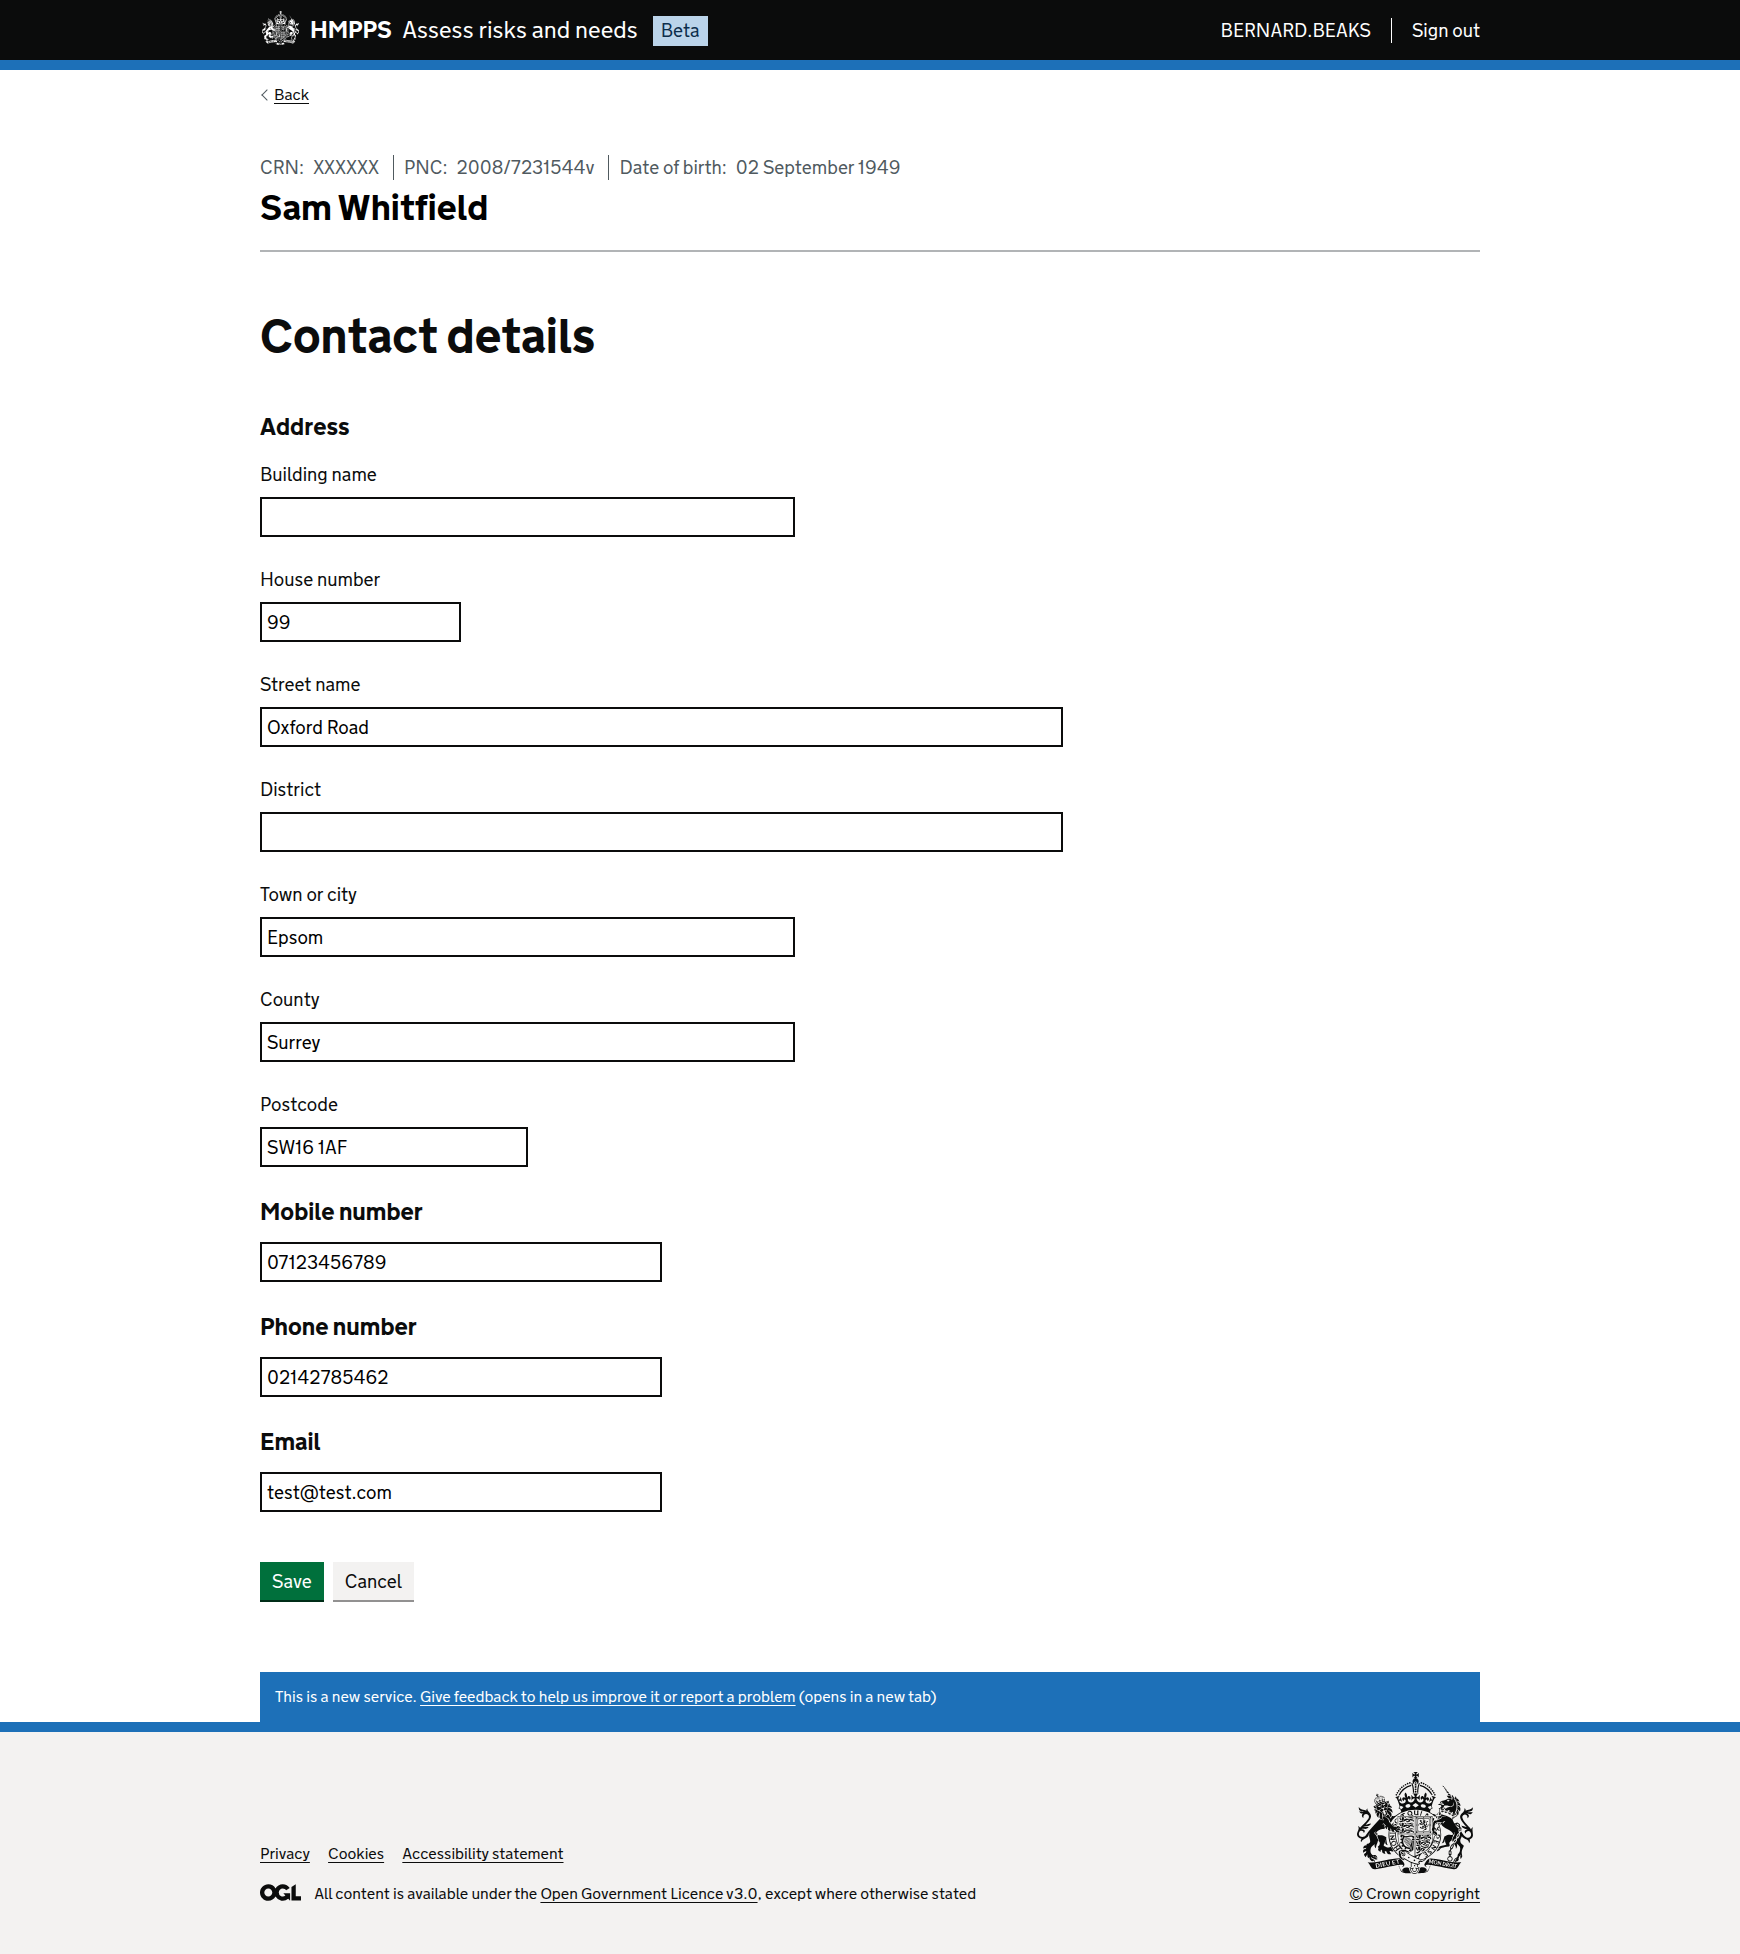 HMPPS Assess risks and needs Beta BERNARD.BEAKS Sign out
Back
CRN: XXXXXX PNC: 2008/7231544v Date of birth: 02 September 1949
Sam Whitfield
Contact details
Address
Building name
House number
99
Street name
Oxford Road
District
Town or city
Epsom
County
Surrey
Postcode
SW16 1AF
Mobile number
07123456789
Phone number
02142785462
Email
test@test.com
Save Cancel
This is a new service. Give feedback to help us improve it or report a problem (opens in a new tab)
Privacy Cookies Accessibility statement
OGL All content is available under the Open Government Licence v3.0, except where otherwise stated
© Crown copyright